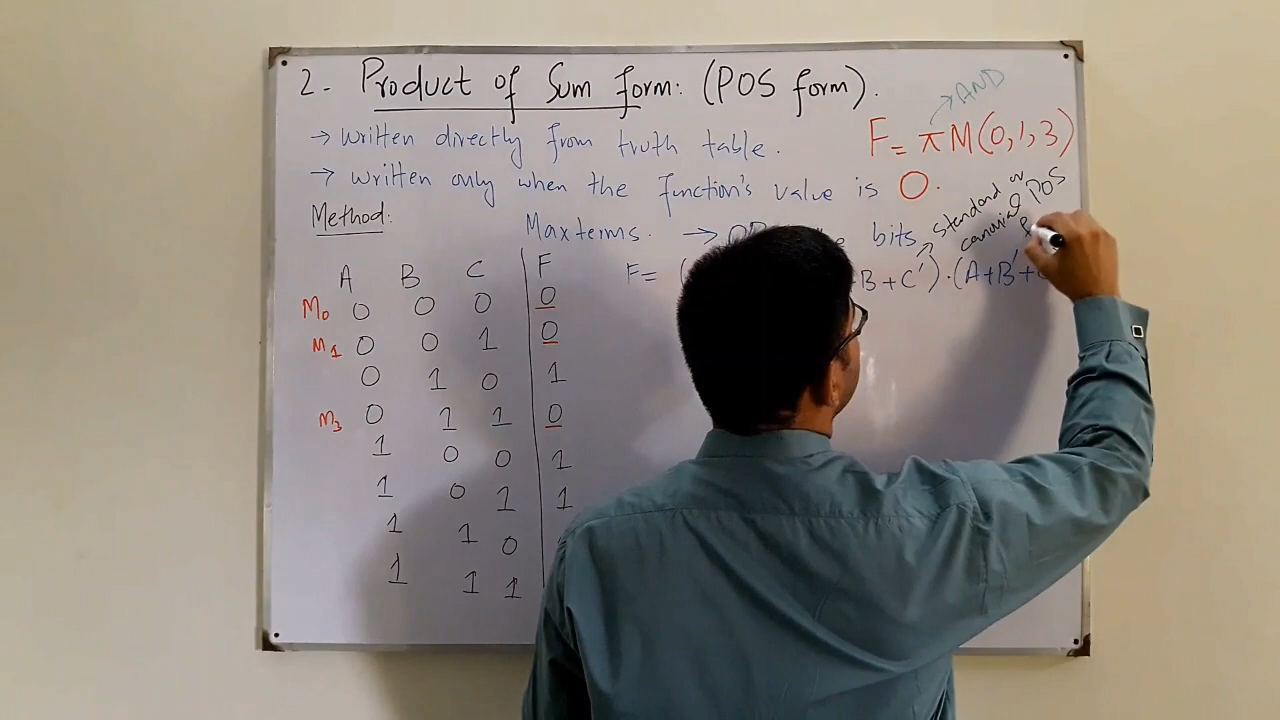 2. Product of Sum form: (POS form).
→ AND
→ written directly from truth table.
F = π M(0,1,3)
→ written only when the function's value is 0.
standard or
canonical POS
Method:
Maxterms. → bits
F = ( +B+C')·(A+B'+
A B C F
M0 0 0 0 0
M1 0 0 1 0
0 1 0 1
M3 0 1 1 0
1 0 0 1
1 0 1 1
1 1 0
1 1 1